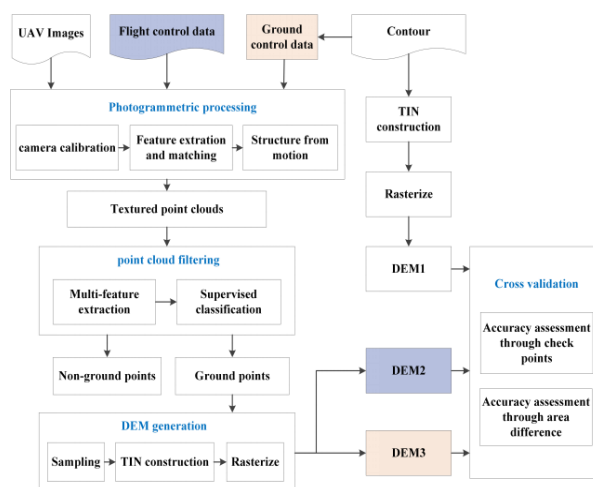 UAV Images
Flight control data
Ground
control data
Contour
Photogrammetric processing
camera calibration
Feature extration
and matching
Structure from
motion
TIN
construction
Textured point clouds
Rasterize
point cloud filtering
Multi-feature
extraction
Supervised
classification
DEM1
Cross validation
Accuracy assessment
through check
points
Non-ground points
Ground points
DEM2
Accuracy assessment
through area
difference
DEM generation
Sampling
TIN construction
Rasterize
DEM3